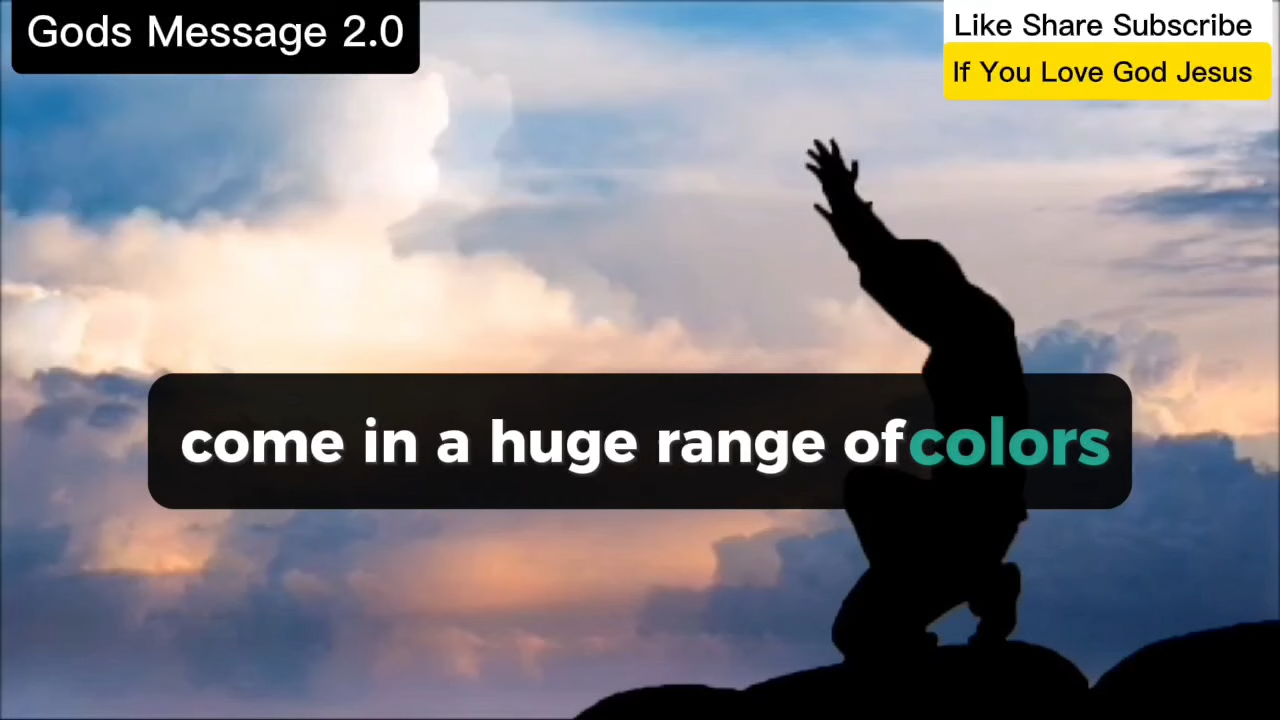 Gods Message 2.0
Like Share Subscribe
If You Love God Jesus
come in a huge range of colors